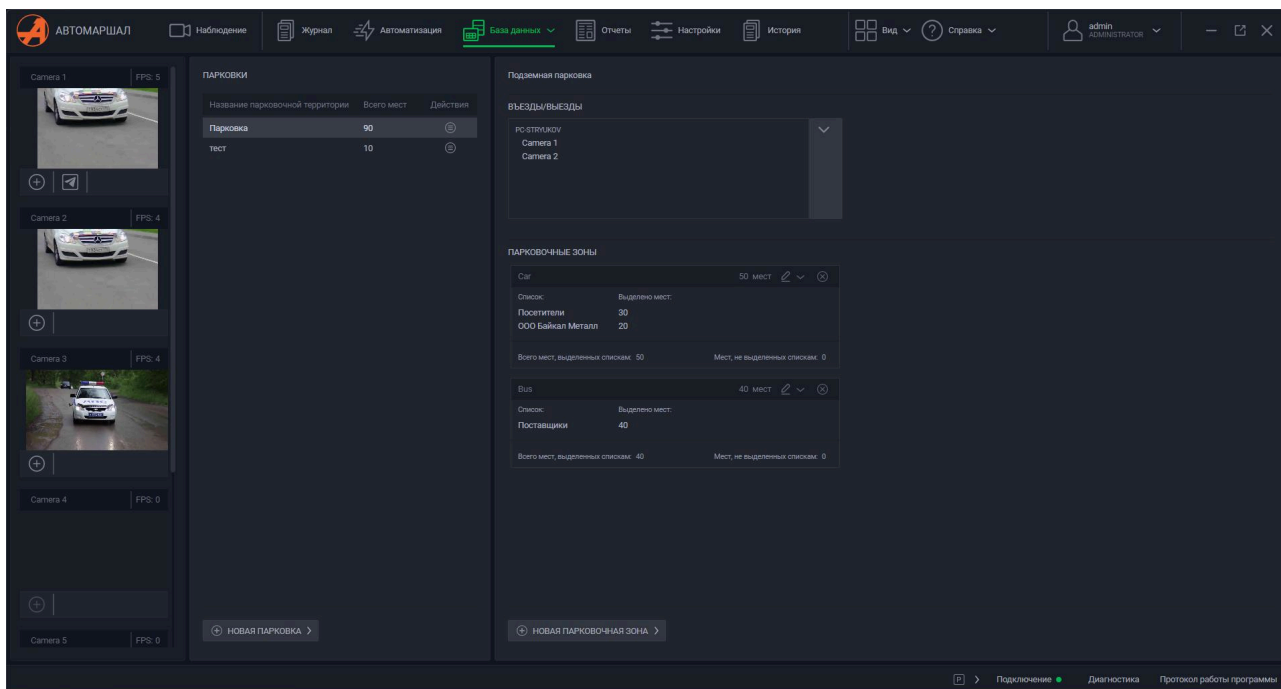 АВТОМАРШАЛ
Наблюдение
Журнал
Автоматизация
База данных
Отчеты
Настройки
История
Вид
Справка
admin
ADMINISTRATOR
Camera 1 FPS: 5
Camera 2 FPS: 4
Camera 3 FPS: 4
Camera 4 FPS: 0
Camera 5 FPS: 0
ПАРКОВКИ
Название парковочной территории Всего мест Действия
Парковка 90
тест 10
НОВАЯ ПАРКОВКА
Подземная парковка
ВЪЕЗДЫ/ВЫЕЗДЫ
PC-STRYUKOV
Camera 1
Camera 2
ПАРКОВОЧНЫЕ ЗОНЫ
Car 50 мест
Список: Выделено мест:
Посетители 30
ООО Байкал Металл 20
Всего мест, выделенных спискам: 50 Мест, не выделенных спискам: 0
Bus 40 мест
Список: Выделено мест:
Поставщики 40
Всего мест, выделенных спискам: 40 Мест, не выделенных спискам: 0
НОВАЯ ПАРКОВОЧНАЯ ЗОНА
P
Подключение
Диагностика
Протокол работы программы